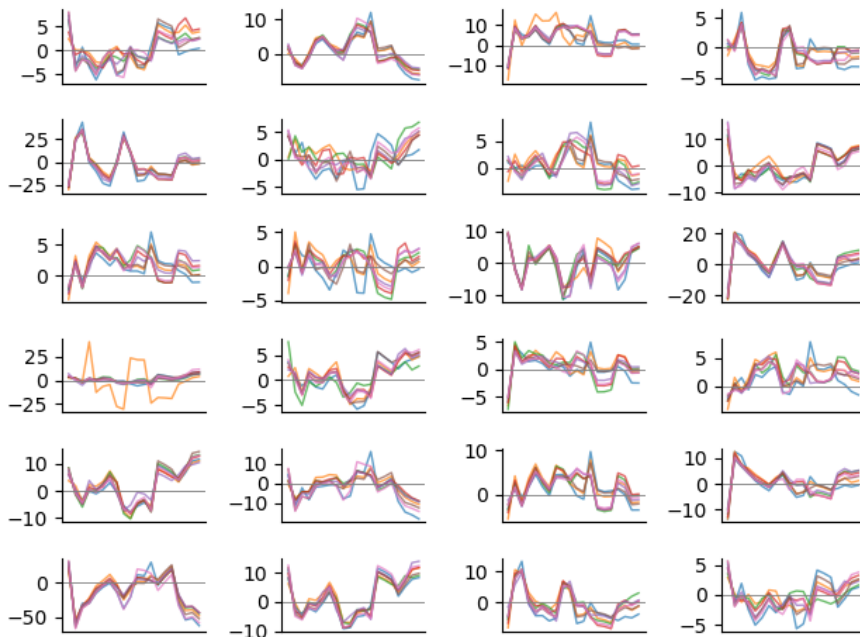 5 10 10 5
0 0 0 0
−5 −10 −5
25 5 5 10
0 0 0 0
−25 −5 −10
5 5 10 20
0 0 0 0
−5 −10 −20
25 5 5 5
0 0 0 0
−25 −5 −5
10 10 10 10
0 0 0 0
−10 −10 −10
0 10 10 5
−50 0 0 0
−10 −5